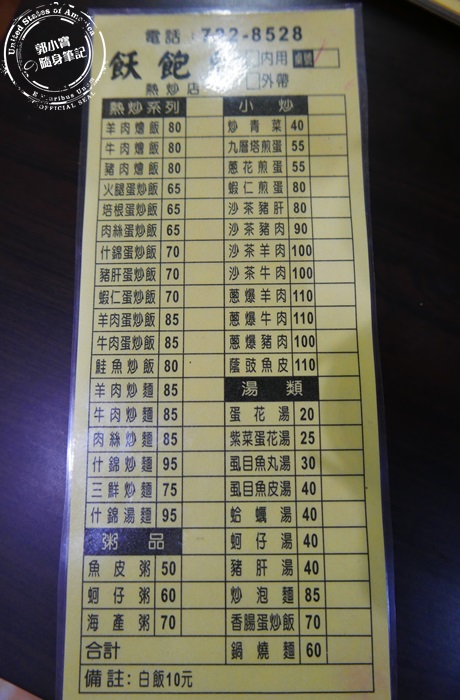 United States of America
郭小寶
隨身筆記
E Pluribus Unum
OFFICIAL SEAL
電話:722-8528
飫飽
熱炒店
內用
外帶
熱炒系列
羊肉燴飯 80
牛肉燴飯 80
豬肉燴飯 80
火腿蛋炒飯 65
培根蛋炒飯 65
肉絲蛋炒飯 65
什錦蛋炒飯 70
豬肝蛋炒飯 70
蝦仁蛋炒飯 70
羊肉蛋炒飯 85
牛肉蛋炒飯 85
鮭魚炒飯 80
羊肉炒麵 85
牛肉炒麵 85
肉絲炒麵 85
什錦炒麵 95
三鮮炒麵 75
什錦湯麵 95
粥品
魚皮粥 50
蚵仔粥 60
海產粥 70
合計
小炒
炒青菜 40
九層塔煎蛋 55
蔥花煎蛋 55
蝦仁煎蛋 80
沙茶豬肝 80
沙茶豬肉 90
沙茶羊肉 100
沙茶牛肉 100
蔥爆羊肉 110
蔥爆牛肉 110
蔥爆豬肉 100
蔭豉魚皮 110
湯類
蛋花湯 20
紫菜蛋花湯 25
虱目魚丸湯 30
虱目魚皮湯 40
蛤蠣湯 40
蚵仔湯 40
豬肝湯 40
炒泡麵 85
香腸蛋炒飯 70
鍋燒麵 60
備註:白飯10元